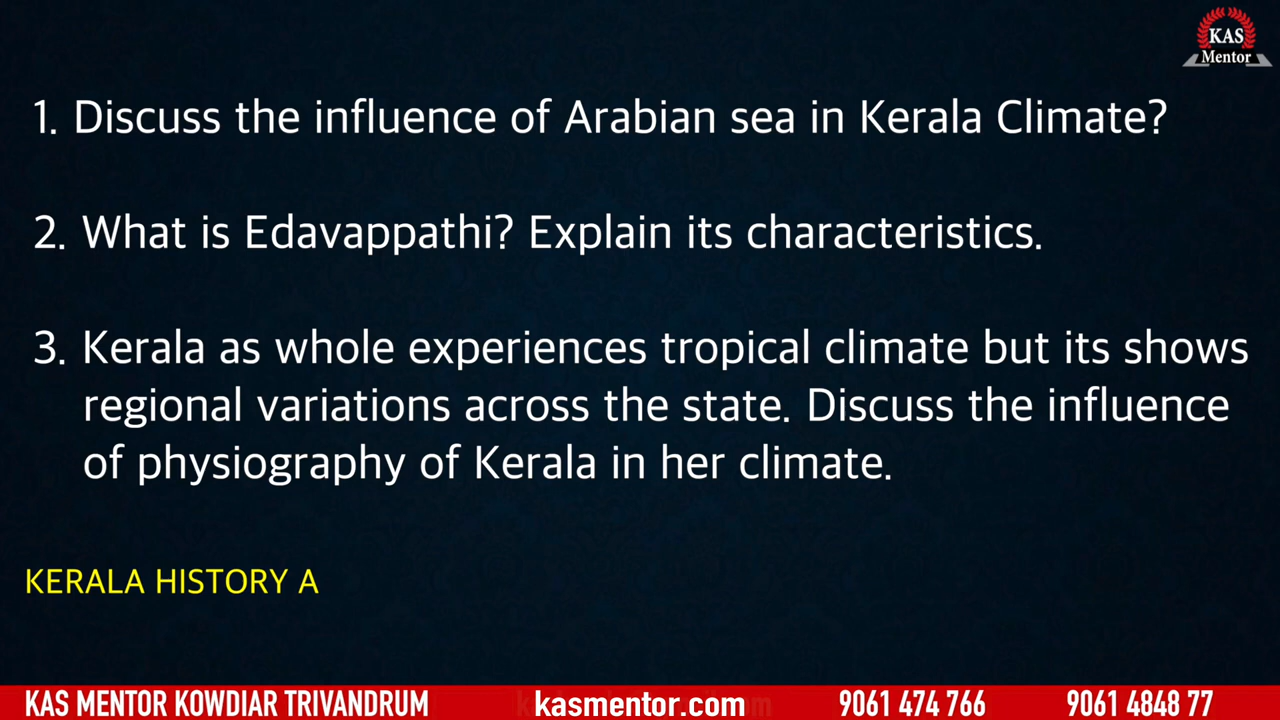 KAS
Mentor
1. Discuss the influence of Arabian sea in Kerala Climate?
2. What is Edavappathi? Explain its characteristics.
3. Kerala as whole experiences tropical climate but its shows
regional variations across the state. Discuss the influence
of physiography of Kerala in her climate.
KERALA HISTORY A
KAS MENTOR KOWDIAR TRIVANDRUM kasmentor.com 9061 474 766 9061 4848 77